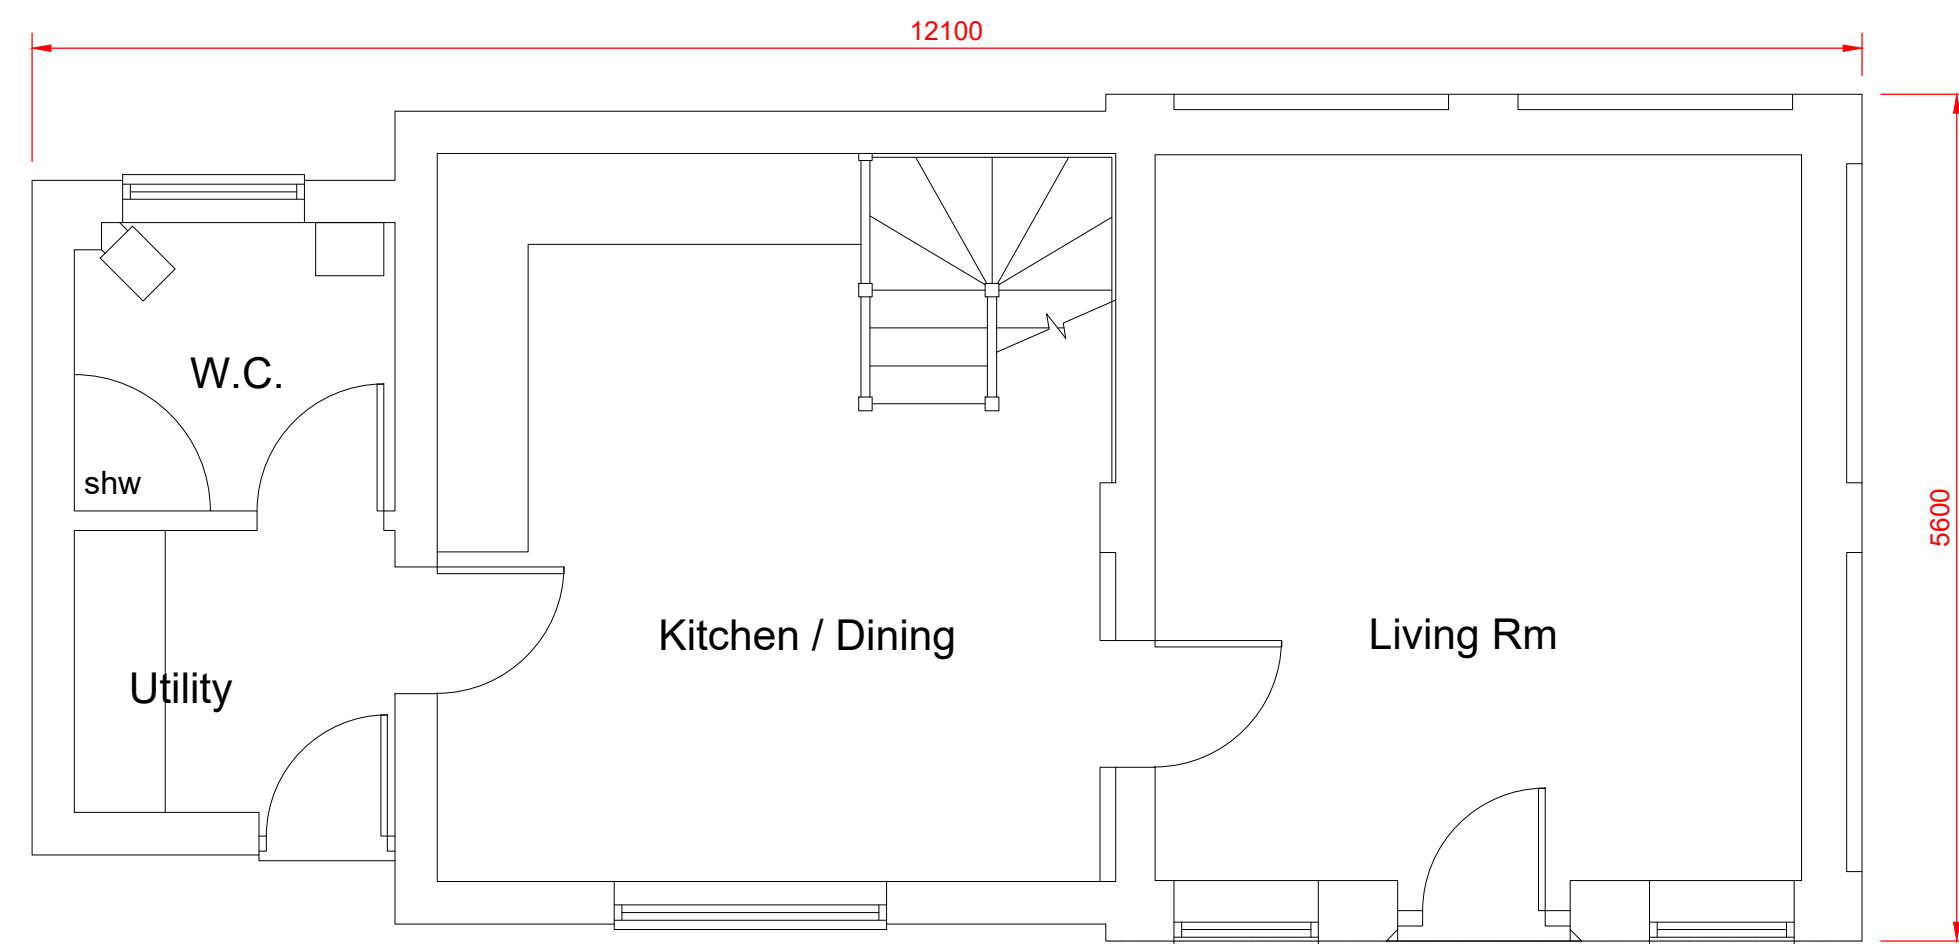 12100
W.C.
shw
5600
Kitchen / Dining
Living Rm
Utility